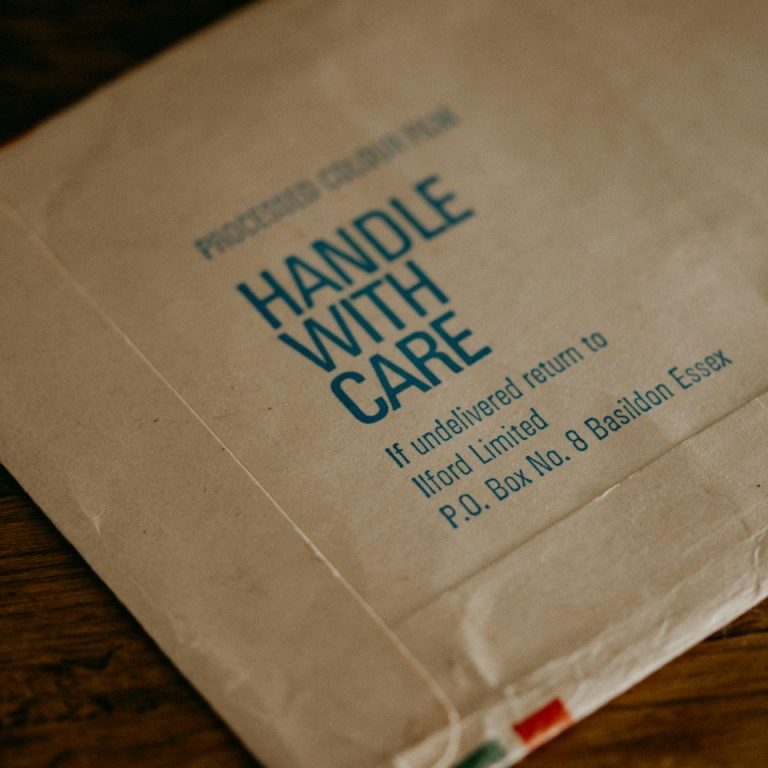 PROCESSED COLOUR FILM
HANDLE
WITH
CARE
If undelivered return to
Ilford Limited
P.O. Box No. 8 Basildon Essex